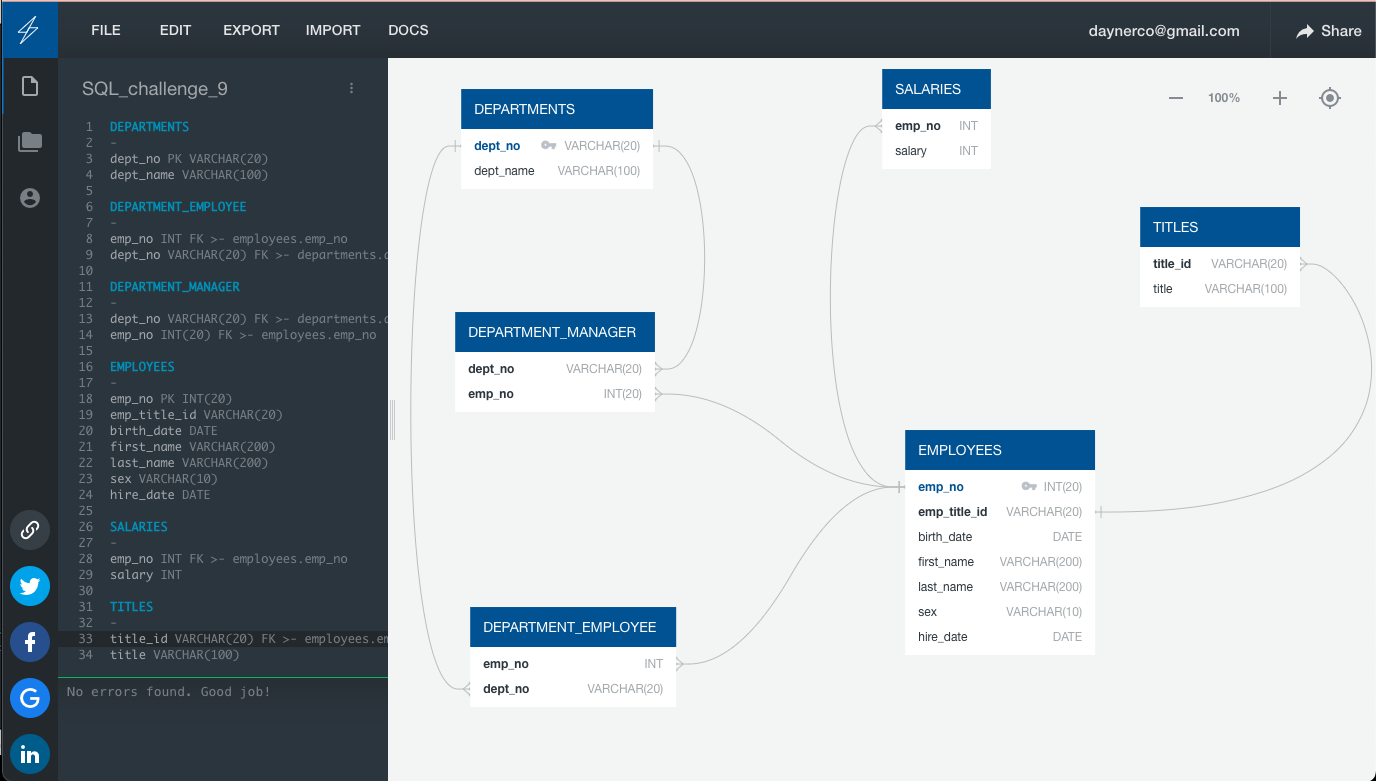 FILE EDIT EXPORT IMPORT DOCS daynerco@gmail.com Share
SQL_challenge_9
1 DEPARTMENTS
2 -
3 dept_no PK VARCHAR(20)
4 dept_name VARCHAR(100)
5
6 DEPARTMENT_EMPLOYEE
7 -
8 emp_no INT FK >- employees.emp_no
9 dept_no VARCHAR(20) FK >- departments.d
10
11 DEPARTMENT_MANAGER
12 -
13 dept_no VARCHAR(20) FK >- departments.d
14 emp_no INT(20) FK >- employees.emp_no
15
16 EMPLOYEES
17 -
18 emp_no PK INT(20)
19 emp_title_id VARCHAR(20)
20 birth_date DATE
21 first_name VARCHAR(200)
22 last_name VARCHAR(200)
23 sex VARCHAR(10)
24 hire_date DATE
25
26 SALARIES
27 -
28 emp_no INT FK >- employees.emp_no
29 salary INT
30
31 TITLES
32 -
33 title_id VARCHAR(20) FK >- employees.em
34 title VARCHAR(100)
No errors found. Good job!
DEPARTMENTS
dept_no VARCHAR(20)
dept_name VARCHAR(100)
SALARIES
emp_no INT
salary INT
100%
TITLES
title_id VARCHAR(20)
title VARCHAR(100)
DEPARTMENT_MANAGER
dept_no VARCHAR(20)
emp_no INT(20)
EMPLOYEES
emp_no INT(20)
emp_title_id VARCHAR(20)
birth_date DATE
first_name VARCHAR(200)
last_name VARCHAR(200)
sex VARCHAR(10)
hire_date DATE
DEPARTMENT_EMPLOYEE
emp_no INT
dept_no VARCHAR(20)